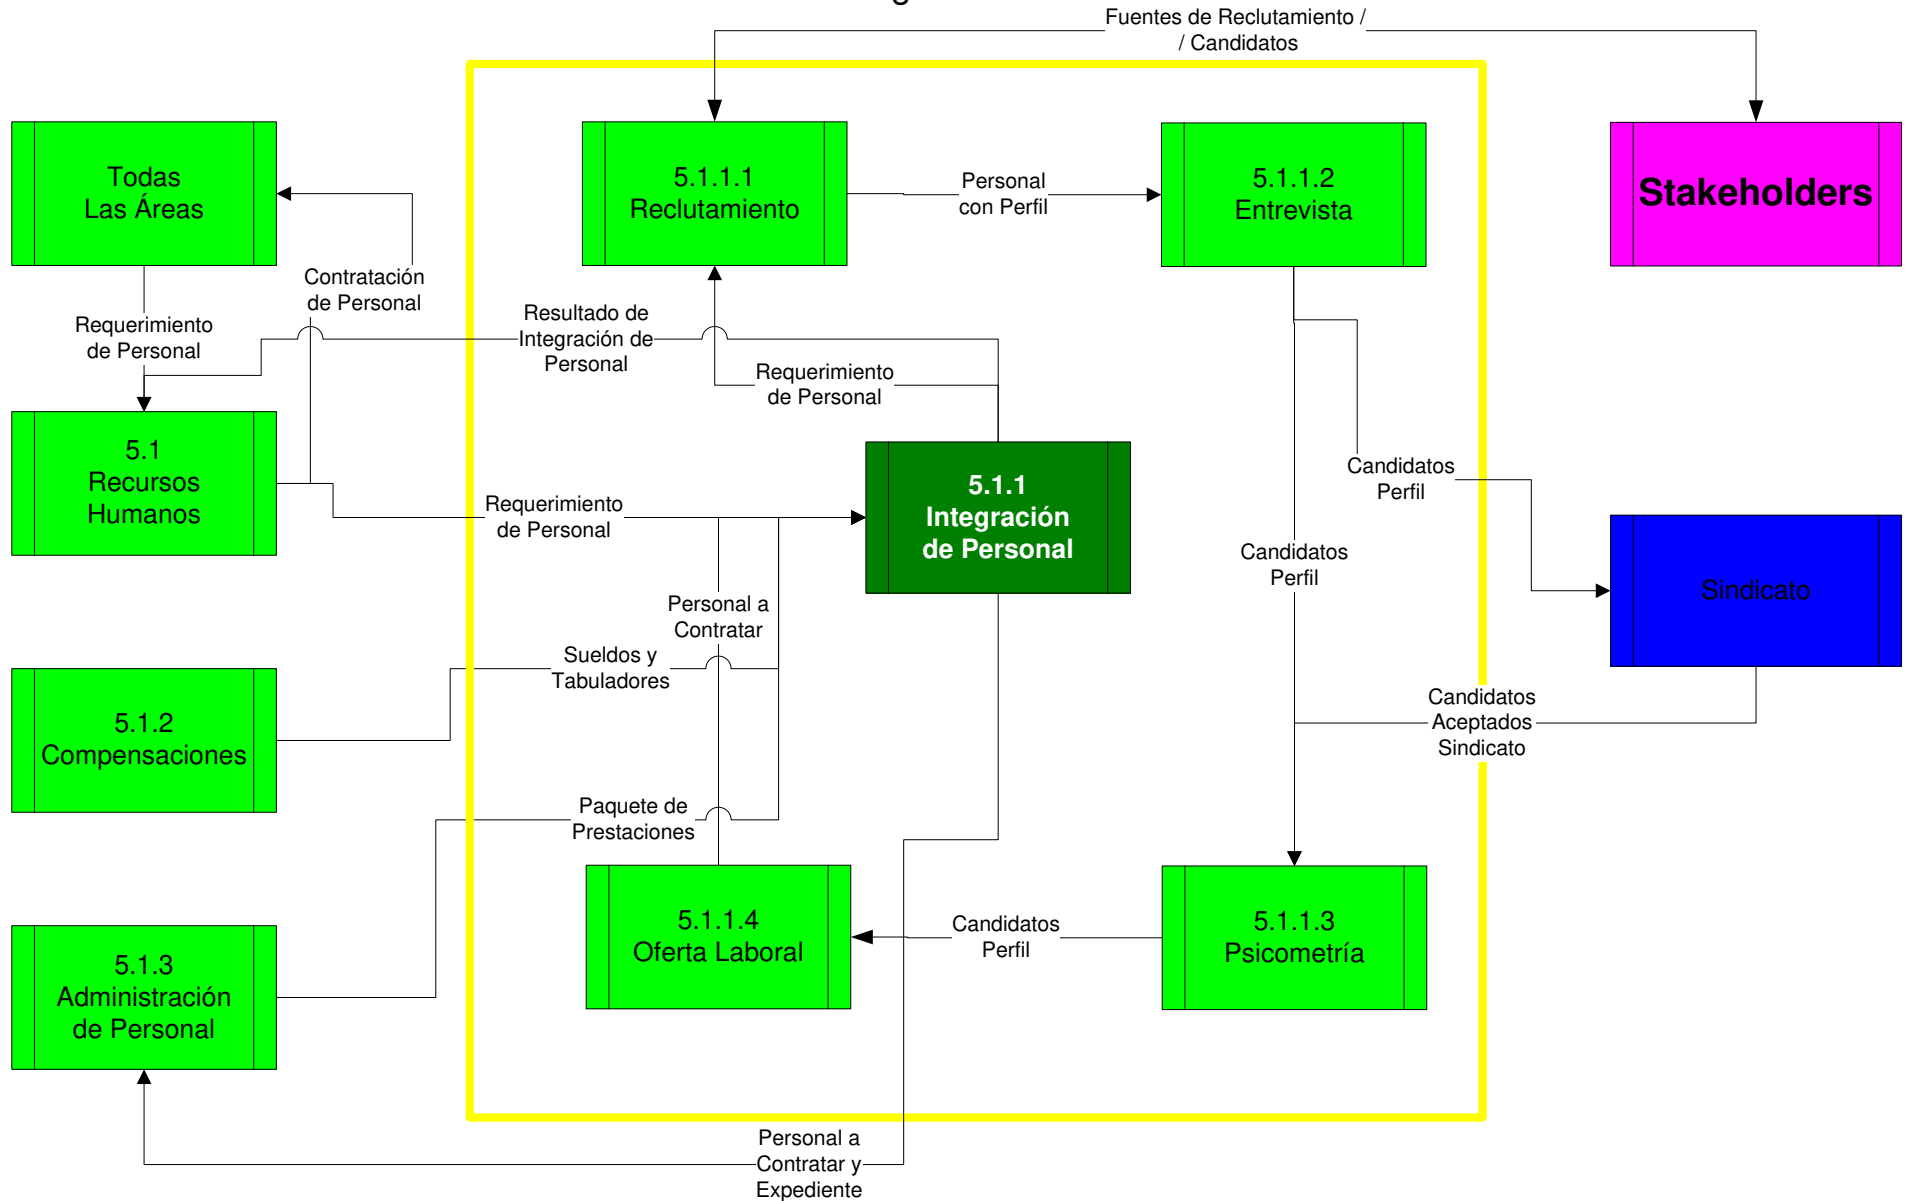 Fuentes de Reclutamiento /
/ Candidatos
Todas
Las Áreas
5.1.1.1
Reclutamiento
Personal
con Perfil
5.1.1.2
Entrevista
Stakeholders
Contratación
de Personal
Requerimiento
de Personal
Resultado de
Integración de
Personal
Requerimiento
de Personal
5.1
Recursos
Humanos
Requerimiento
de Personal
5.1.1
Integración
de Personal
Candidatos
Perfil
Candidatos
Perfil
Sindicato
Personal a
Contratar
Sueldos y
Tabuladores
5.1.2
Compensaciones
Candidatos
Aceptados
Sindicato
Paquete de
Prestaciones
5.1.1.4
Oferta Laboral
Candidatos
Perfil
5.1.1.3
Psicometría
5.1.3
Administración
de Personal
Personal a
Contratar y
Expediente